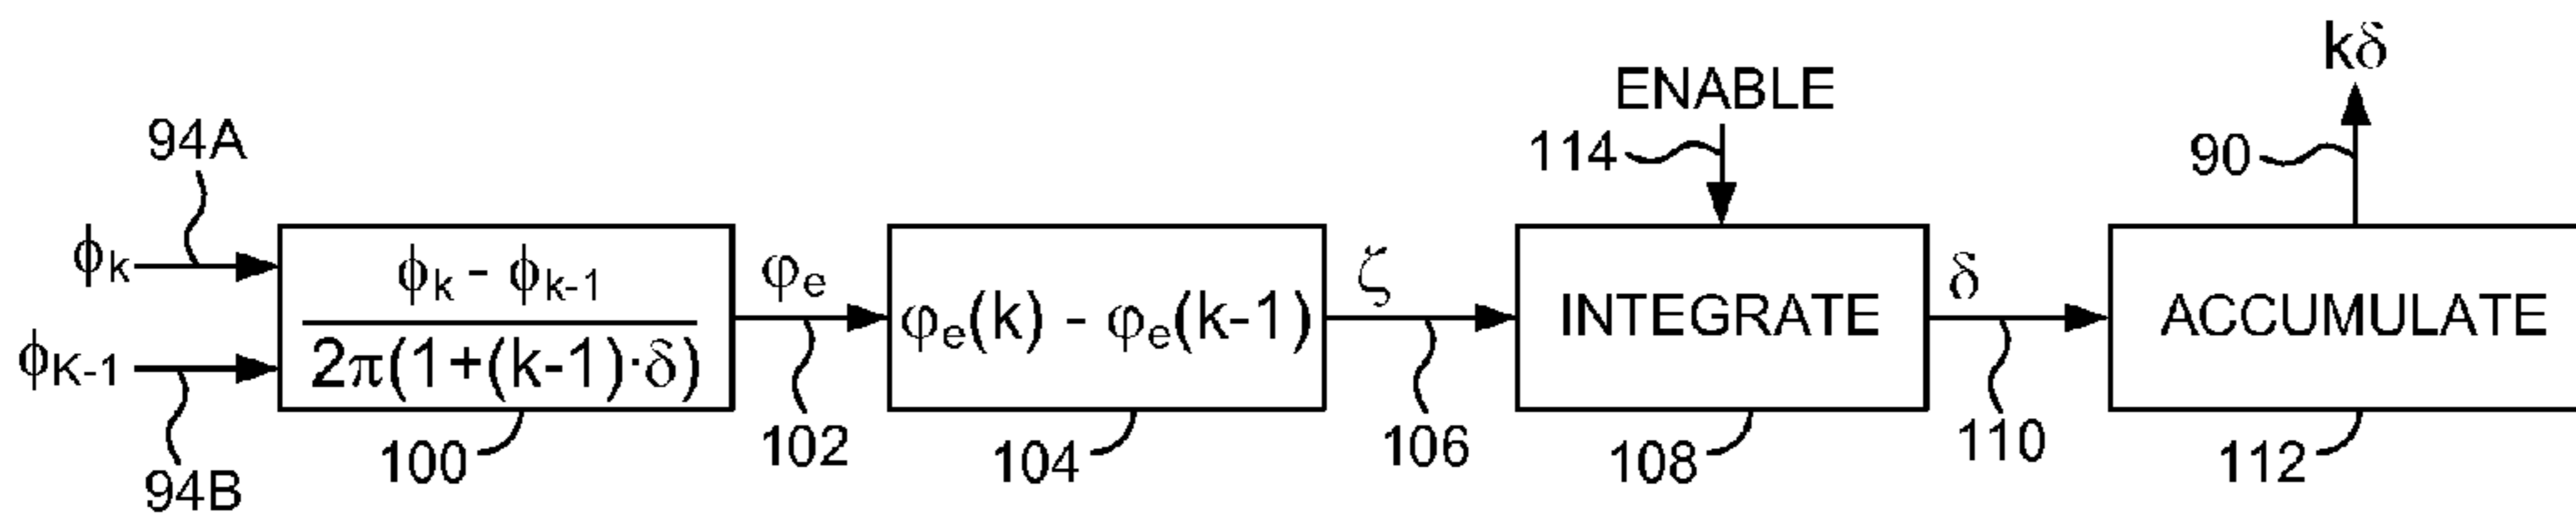 kδ
ENABLE
94A
114
90
ϕk
ϕk - ϕk-1
2π(1+(k-1)·δ)
φe
φe(k) - φe(k-1)
ζ
INTEGRATE
δ
ACCUMULATE
ϕK-1
94B
100
102
104
106
108
110
112